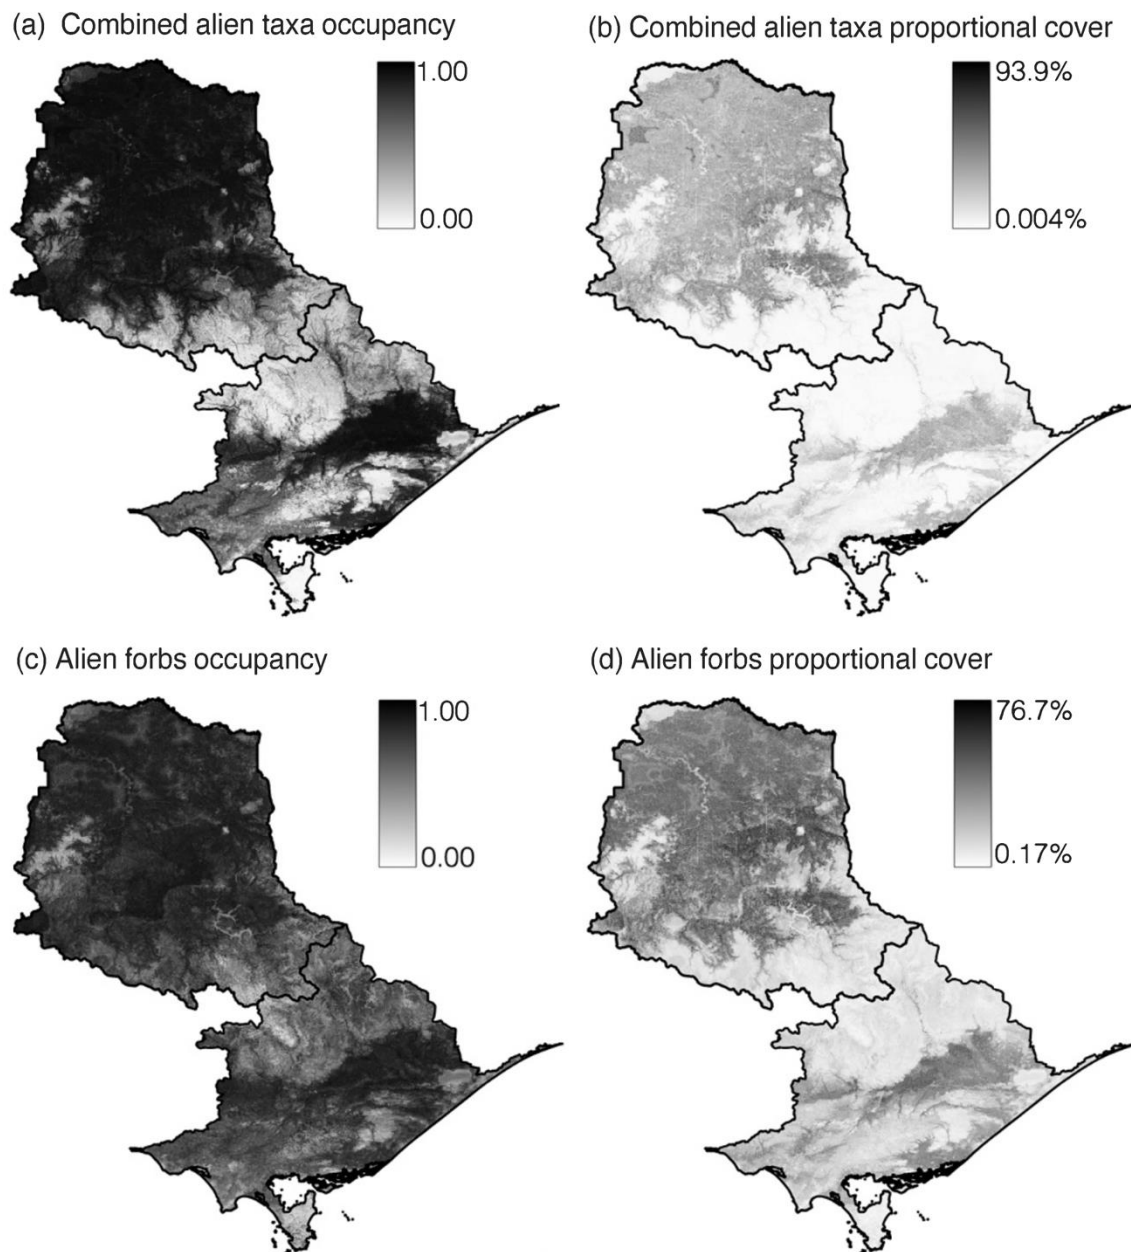 (a) Combined alien taxa occupancy
(b) Combined alien taxa proportional cover
1.00
0.00
93.9%
0.004%
(c) Alien forbs occupancy
(d) Alien forbs proportional cover
1.00
0.00
76.7%
0.17%